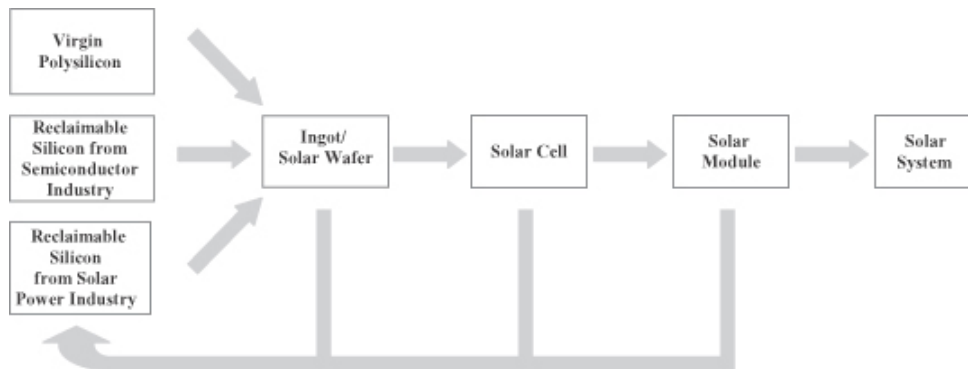 Virgin
Polysilicon
Reclaimable
Silicon from
Semiconductor
Industry
Reclaimable
Silicon
from Solar
Power Industry
Ingot/
Solar Wafer
Solar Cell
Solar
Module
Solar
System